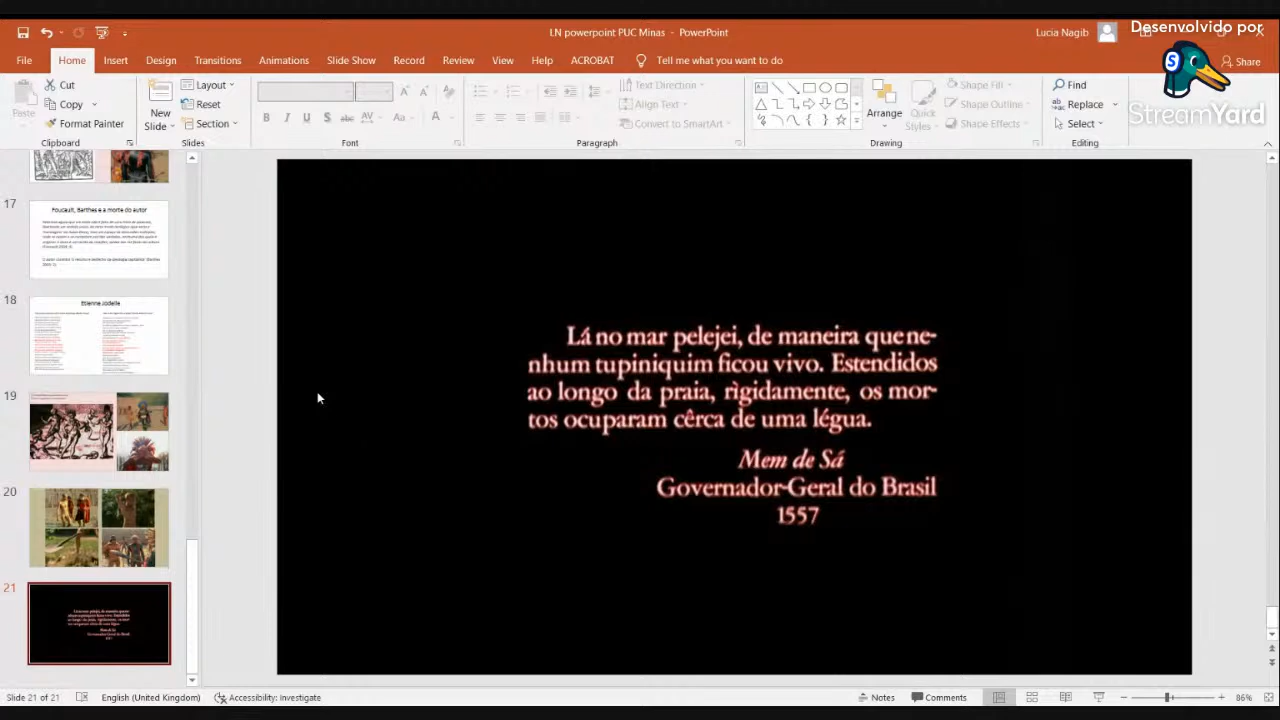 LN powerpoint PUC Minas - PowerPoint
Lucia Nagib
Desenvolvido por
File Home Insert Design Transitions Animations Slide Show Record Review View Help ACROBAT Tell me what you want to do Share
StreamYard
Paste
Cut
Copy
Format Painter
Clipboard
New Slide
Layout
Reset
Section
Slides
Font
Text Direction
Align Text
Convert to SmartArt
Paragraph
Arrange
Quick Styles
Shape Fill
Shape Outline
Shape Effects
Drawing
Find
Replace
Select
Editing
17
Foucault, Barthes e a morte do autor
18
Etienne Jodelle
19
20
21
Lá no mar pelejei, de maneira que ne-
nhum tupiniquim ficou vivo. Estendidos
ao longo da praia, rìgidamente, os mor-
tos ocuparam cêrca de uma légua.
Mem de Sá
Governador-Geral do Brasil
1557
Slide 21 of 21 English (United Kingdom) Accessibility: Investigate Notes Comments 86%